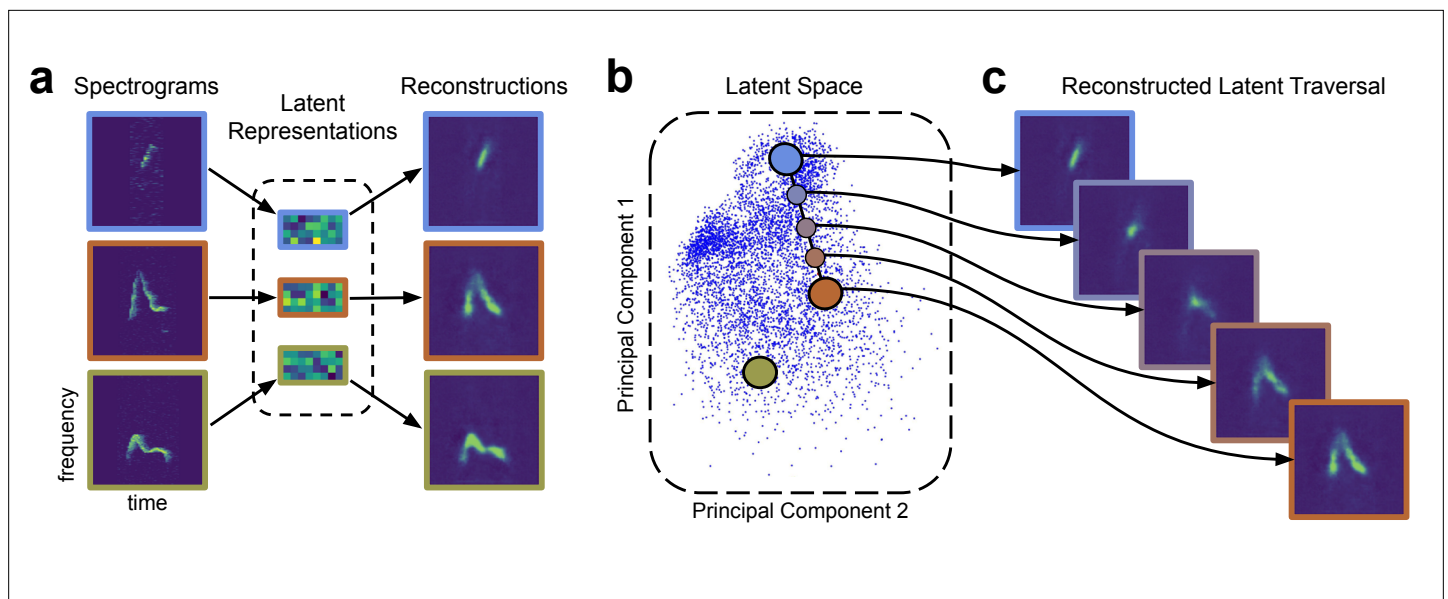 a
Spectrograms
Latent
Representations
Reconstructions
frequency
time
b
Latent Space
Principal Component 1
Principal Component 2
c
Reconstructed Latent Traversal